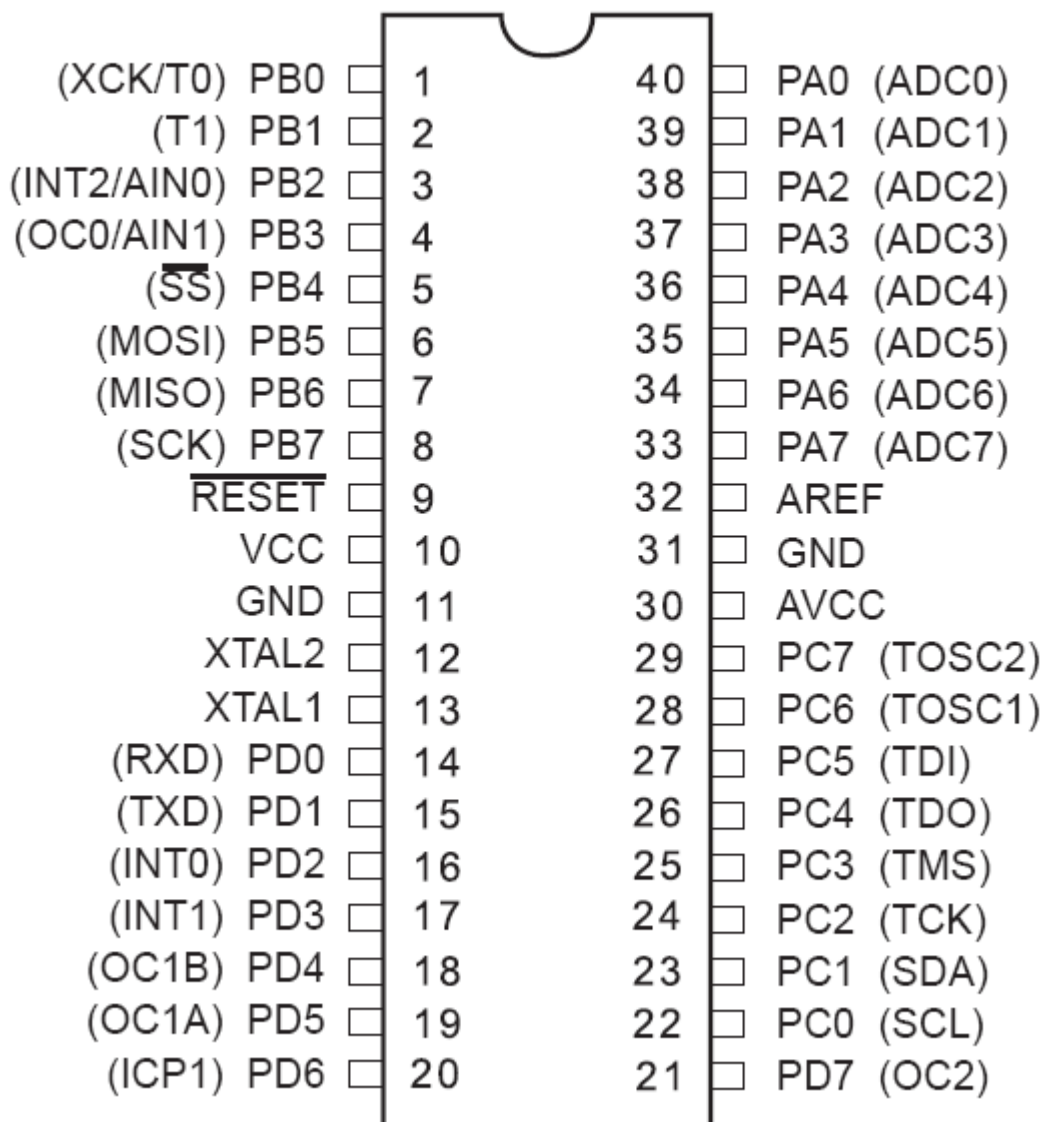 (XCK/T0) PB0 1 40 PA0 (ADC0)
(T1) PB1 2 39 PA1 (ADC1)
(INT2/AIN0) PB2 3 38 PA2 (ADC2)
(OC0/AIN1) PB3 4 37 PA3 (ADC3)
(S̅S̅) PB4 5 36 PA4 (ADC4)
(MOSI) PB5 6 35 PA5 (ADC5)
(MISO) PB6 7 34 PA6 (ADC6)
(SCK) PB7 8 33 PA7 (ADC7)
R̅E̅S̅E̅T̅ 9 32 AREF
VCC 10 31 GND
GND 11 30 AVCC
XTAL2 12 29 PC7 (TOSC2)
XTAL1 13 28 PC6 (TOSC1)
(RXD) PD0 14 27 PC5 (TDI)
(TXD) PD1 15 26 PC4 (TDO)
(INT0) PD2 16 25 PC3 (TMS)
(INT1) PD3 17 24 PC2 (TCK)
(OC1B) PD4 18 23 PC1 (SDA)
(OC1A) PD5 19 22 PC0 (SCL)
(ICP1) PD6 20 21 PD7 (OC2)